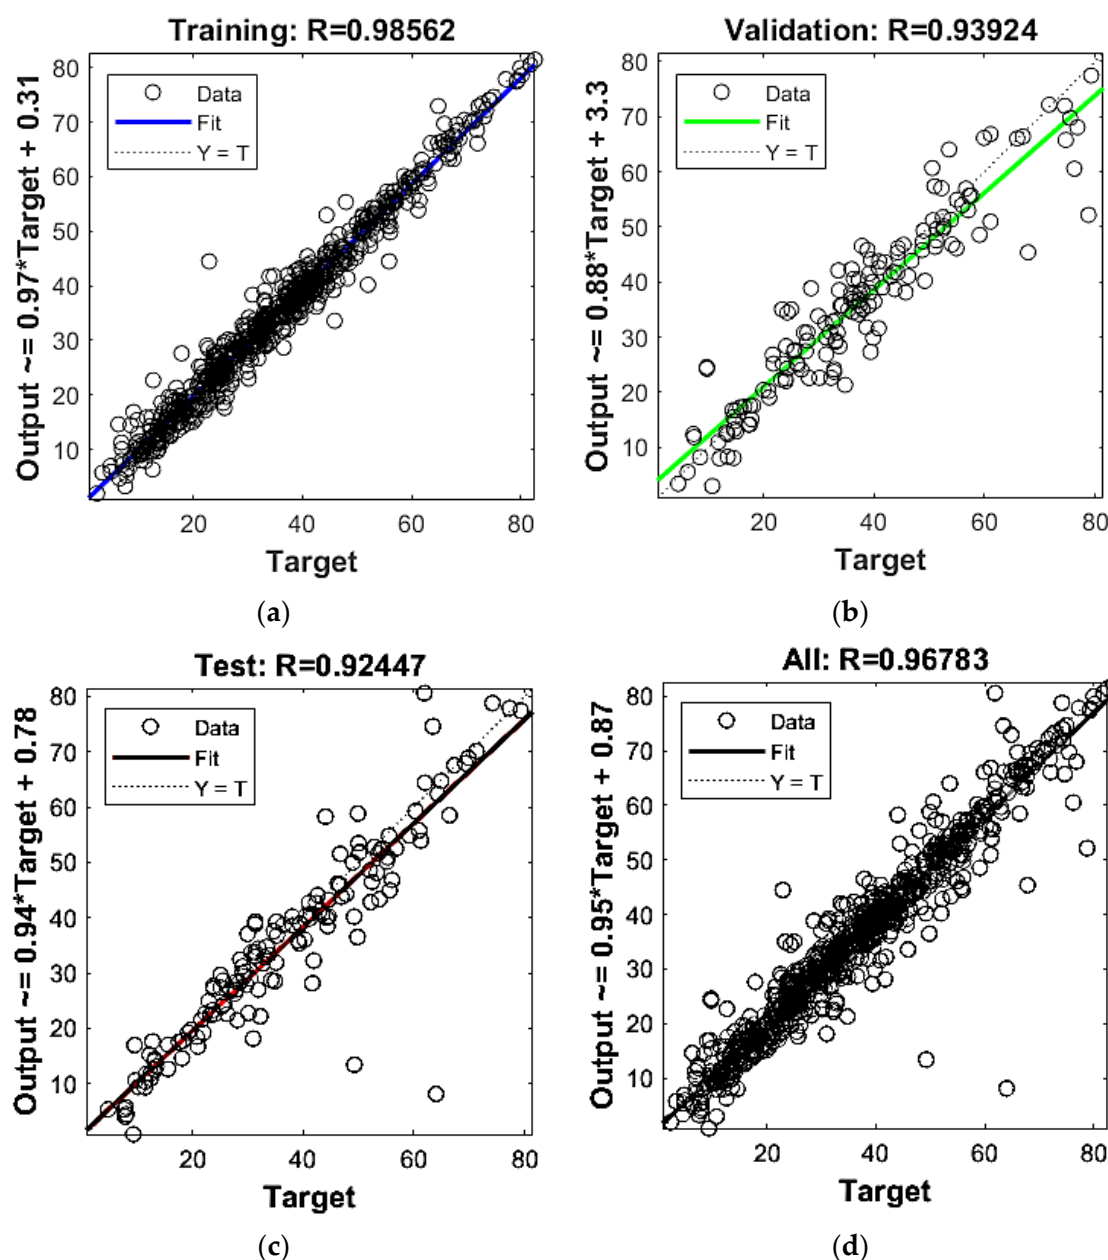 Training: R=0.98562
Output ~= 0.97*Target + 0.31
80
70
60
50
40
30
20
10
Data
Fit
Y = T
20
40
60
80
Target
(a)
Validation: R=0.93924
Output ~= 0.88*Target + 3.3
80
70
60
50
40
30
20
10
Data
Fit
Y = T
20
40
60
80
Target
(b)
Test: R=0.92447
Output ~= 0.94*Target + 0.78
80
70
60
50
40
30
20
10
Data
Fit
Y = T
20
40
60
80
Target
(c)
All: R=0.96783
Output ~= 0.95*Target + 0.87
80
70
60
50
40
30
20
10
Data
Fit
Y = T
20
40
60
80
Target
(d)